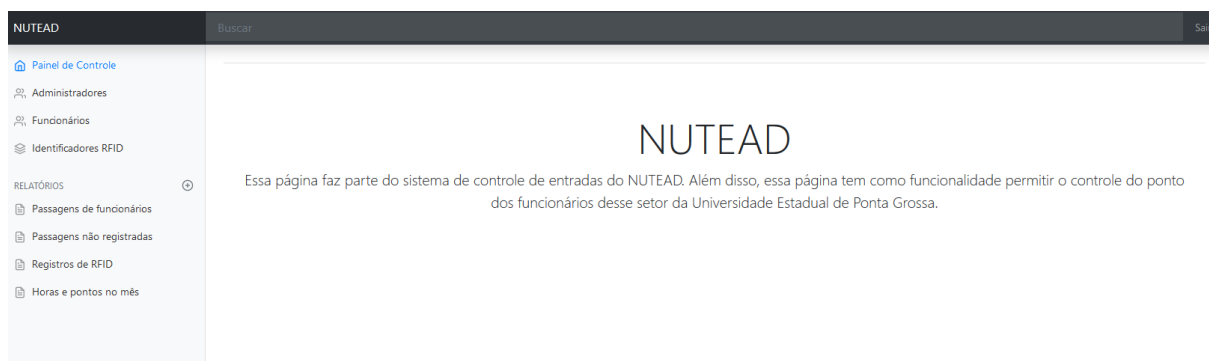 NUTEAD
Buscar
Painel de Controle
Administradores
Funcionários
Identificadores RFID
RELATÓRIOS
Passagens de funcionários
Passagens não registradas
Registros de RFID
Horas e pontos no mês
NUTEAD
Essa página faz parte do sistema de controle de entradas do NUTEAD. Além disso, essa página tem como funcionalidade permitir o controle do ponto
dos funcionários desse setor da Universidade Estadual de Ponta Grossa.